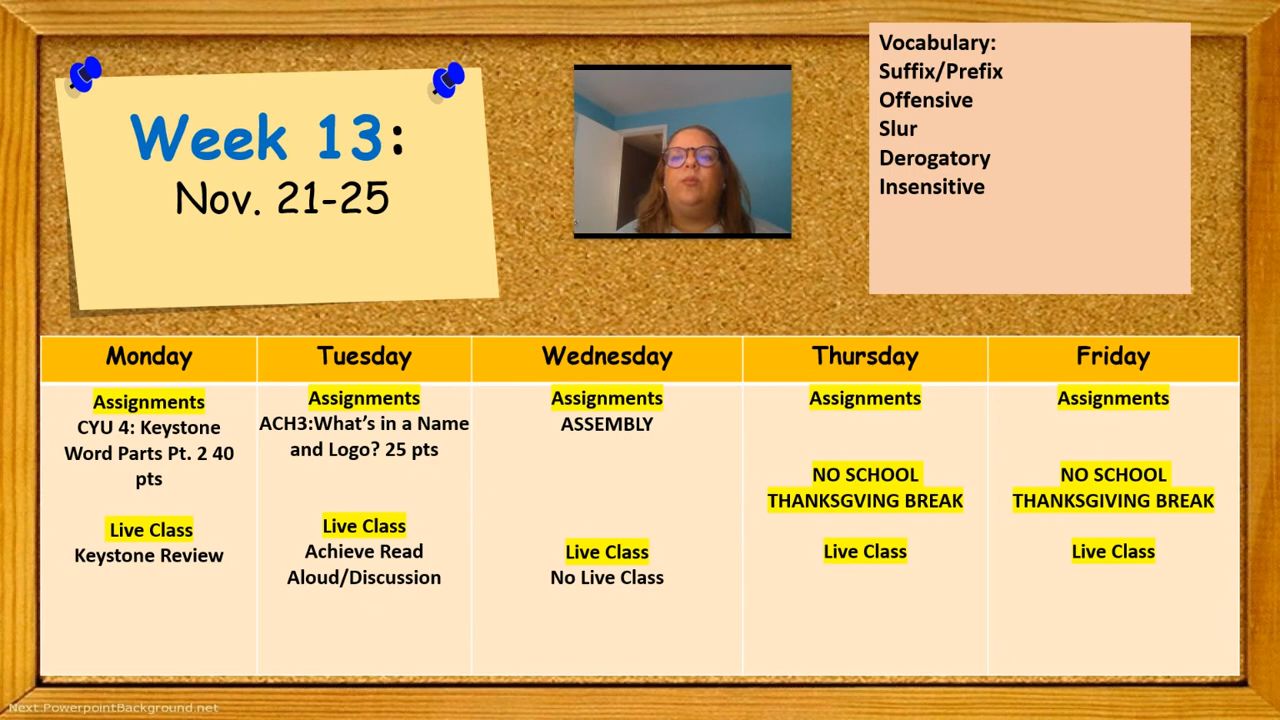 Week 13:
Nov. 21-25
Vocabulary:
Suffix/Prefix
Offensive
Slur
Derogatory
Insensitive
Monday
Assignments
CYU 4: Keystone
Word Parts Pt. 2 40
pts
Live Class
Keystone Review
Tuesday
Assignments
ACH3:What's in a Name
and Logo? 25 pts
Live Class
Achieve Read
Aloud/Discussion
Wednesday
Assignments
ASSEMBLY
Live Class
No Live Class
Thursday
Assignments
NO SCHOOL
THANKSGVING BREAK
Live Class
Friday
Assignments
NO SCHOOL
THANKSGIVING BREAK
Live Class
Next.PowerpointBackground.net